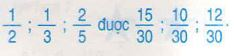 1/2 ; 1/3 ; 2/5 được 15/30 ; 10/30 ; 12/30 .